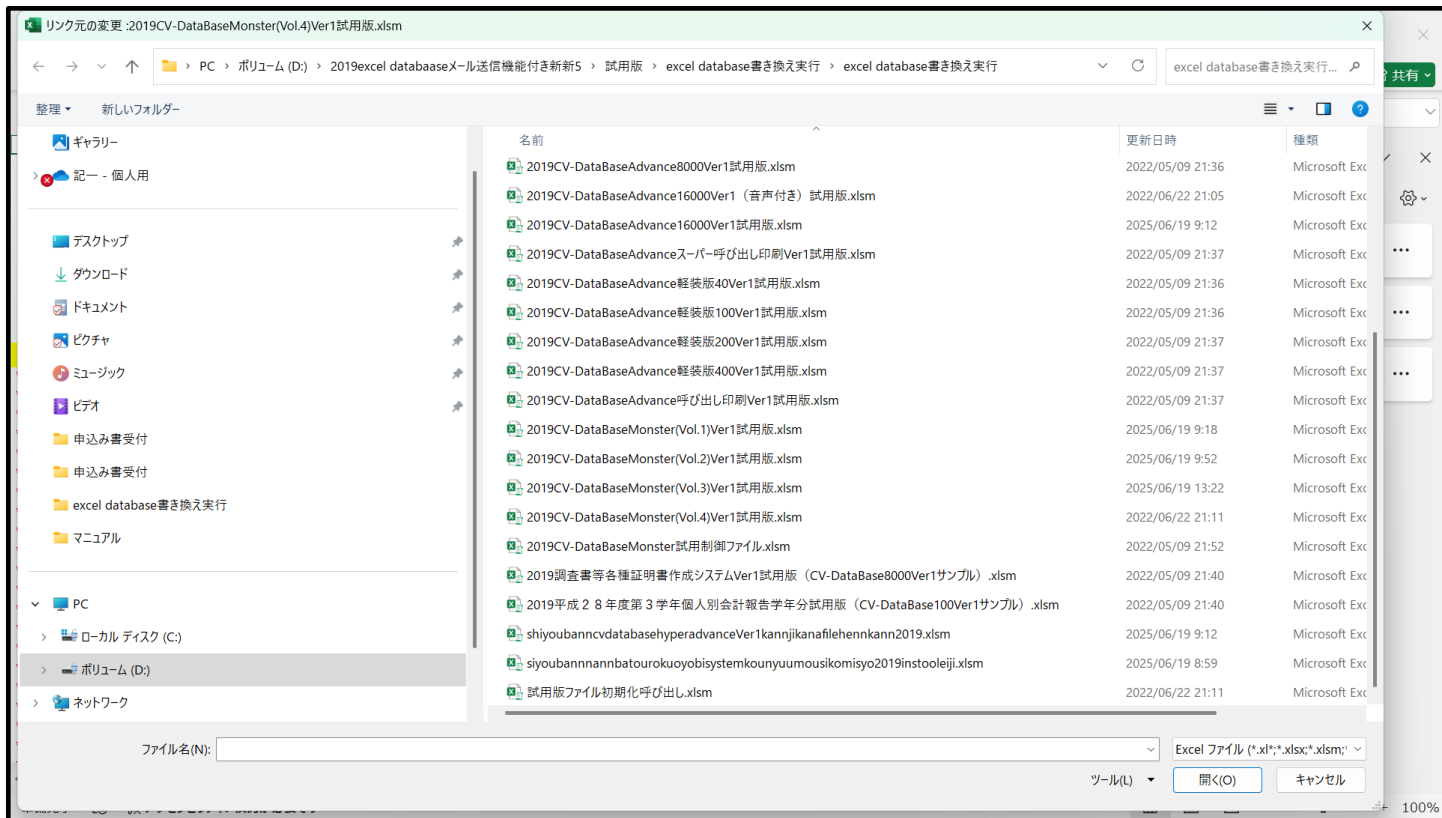 リンク元の変更 :2019CV-DataBaseMonster(Vol.4)Ver1試用版.xlsm
PC › ボリューム (D:) › 2019excel databaaseメール送信機能付き新新5 › 試用版 › excel database書き換え実行 › excel database書き換え実行
excel database書き換え実行...
共有
整理
新しいフォルダー
名前 更新日時 種類
ギャラリー
記一 - 個人用
デスクトップ
ダウンロード
ドキュメント
ピクチャ
ミュージック
ビデオ
申込み書受付
申込み書受付
excel database書き換え実行
マニュアル
PC
ローカル ディスク (C:)
ボリューム (D:)
ネットワーク
2019CV-DataBaseAdvance8000Ver1試用版.xlsm 2022/05/09 21:36 Microsoft Exc
2019CV-DataBaseAdvance16000Ver1（音声付き）試用版.xlsm 2022/06/22 21:05 Microsoft Exc
2019CV-DataBaseAdvance16000Ver1試用版.xlsm 2025/06/19 9:12 Microsoft Exc
2019CV-DataBaseAdvanceスーパー呼び出し印刷Ver1試用版.xlsm 2022/05/09 21:37 Microsoft Exc
2019CV-DataBaseAdvance軽装版40Ver1試用版.xlsm 2022/05/09 21:36 Microsoft Exc
2019CV-DataBaseAdvance軽装版100Ver1試用版.xlsm 2022/05/09 21:36 Microsoft Exc
2019CV-DataBaseAdvance軽装版200Ver1試用版.xlsm 2022/05/09 21:37 Microsoft Exc
2019CV-DataBaseAdvance軽装版400Ver1試用版.xlsm 2022/05/09 21:37 Microsoft Exc
2019CV-DataBaseAdvance呼び出し印刷Ver1試用版.xlsm 2022/05/09 21:37 Microsoft Exc
2019CV-DataBaseMonster(Vol.1)Ver1試用版.xlsm 2025/06/19 9:18 Microsoft Exc
2019CV-DataBaseMonster(Vol.2)Ver1試用版.xlsm 2025/06/19 9:52 Microsoft Exc
2019CV-DataBaseMonster(Vol.3)Ver1試用版.xlsm 2025/06/19 13:22 Microsoft Exc
2019CV-DataBaseMonster(Vol.4)Ver1試用版.xlsm 2022/06/22 21:11 Microsoft Exc
2019CV-DataBaseMonster試用制御ファイル.xlsm 2022/05/09 21:52 Microsoft Exc
2019調査書等各種証明書作成システムVer1試用版（CV-DataBase8000Ver1サンプル）.xlsm 2022/05/09 21:40 Microsoft Exc
2019平成２８年度第３学年個人別会計報告学年分試用版（CV-DataBase100Ver1サンプル）.xlsm 2022/05/09 21:40 Microsoft Exc
shiyoubanncvdatabasehyperadvanceVer1kannjikanafilehennkann2019.xlsm 2025/06/19 9:12 Microsoft Exc
siyoubannnannbatourokuoyobisystemkounyuumousikomisyo2019instooleiji.xlsm 2025/06/19 8:59 Microsoft Exc
試用版ファイル初期化呼び出し.xlsm 2022/06/22 21:11 Microsoft Exc
ファイル名(N):
Excel ファイル (*.xl*;*.xlsx;*.xlsm;
ツール(L)
開く(O)
キャンセル
100%